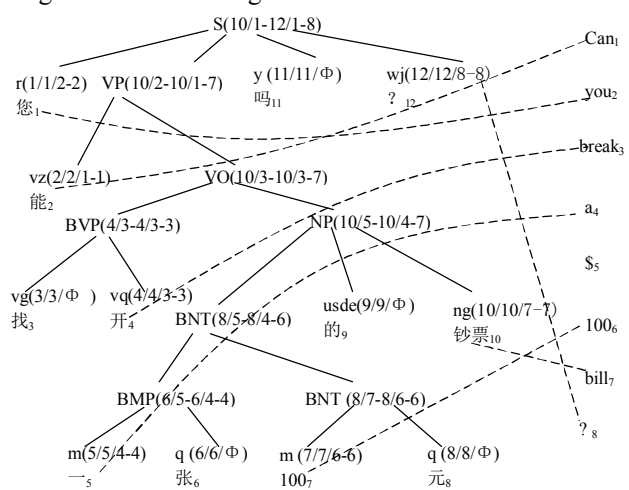 S(10/1-12/1-8)
Can₁
r(1/1/2-2) VP(10/2-10/1-7) y (11/11/Φ) wj(12/12/8-8)
您₁ 吗₁₁ ？₁₂
you₂
break₃
vz(2/2/1-1) VO(10/3-10/3-7)
能₂
a₄
BVP(4/3-4/3-3) NP(10/5-10/4-7)
$₅
vg(3/3/Φ ) vq(4/4/3-3) usde(9/9/Φ) ng(10/10/7-7)
找₃ 开₄ BNT(8/5-8/4-6) 的₉ 钞票₁₀
100₆
bill₇
BMP(6/5-6/4-4) BNT (8/7-8/6-6)
？₈
m(5/5/4-4) q (6/6/Φ) m (7/7/6-6) q (8/8/Φ)
一₅ 张₆ 100₇ 元₈